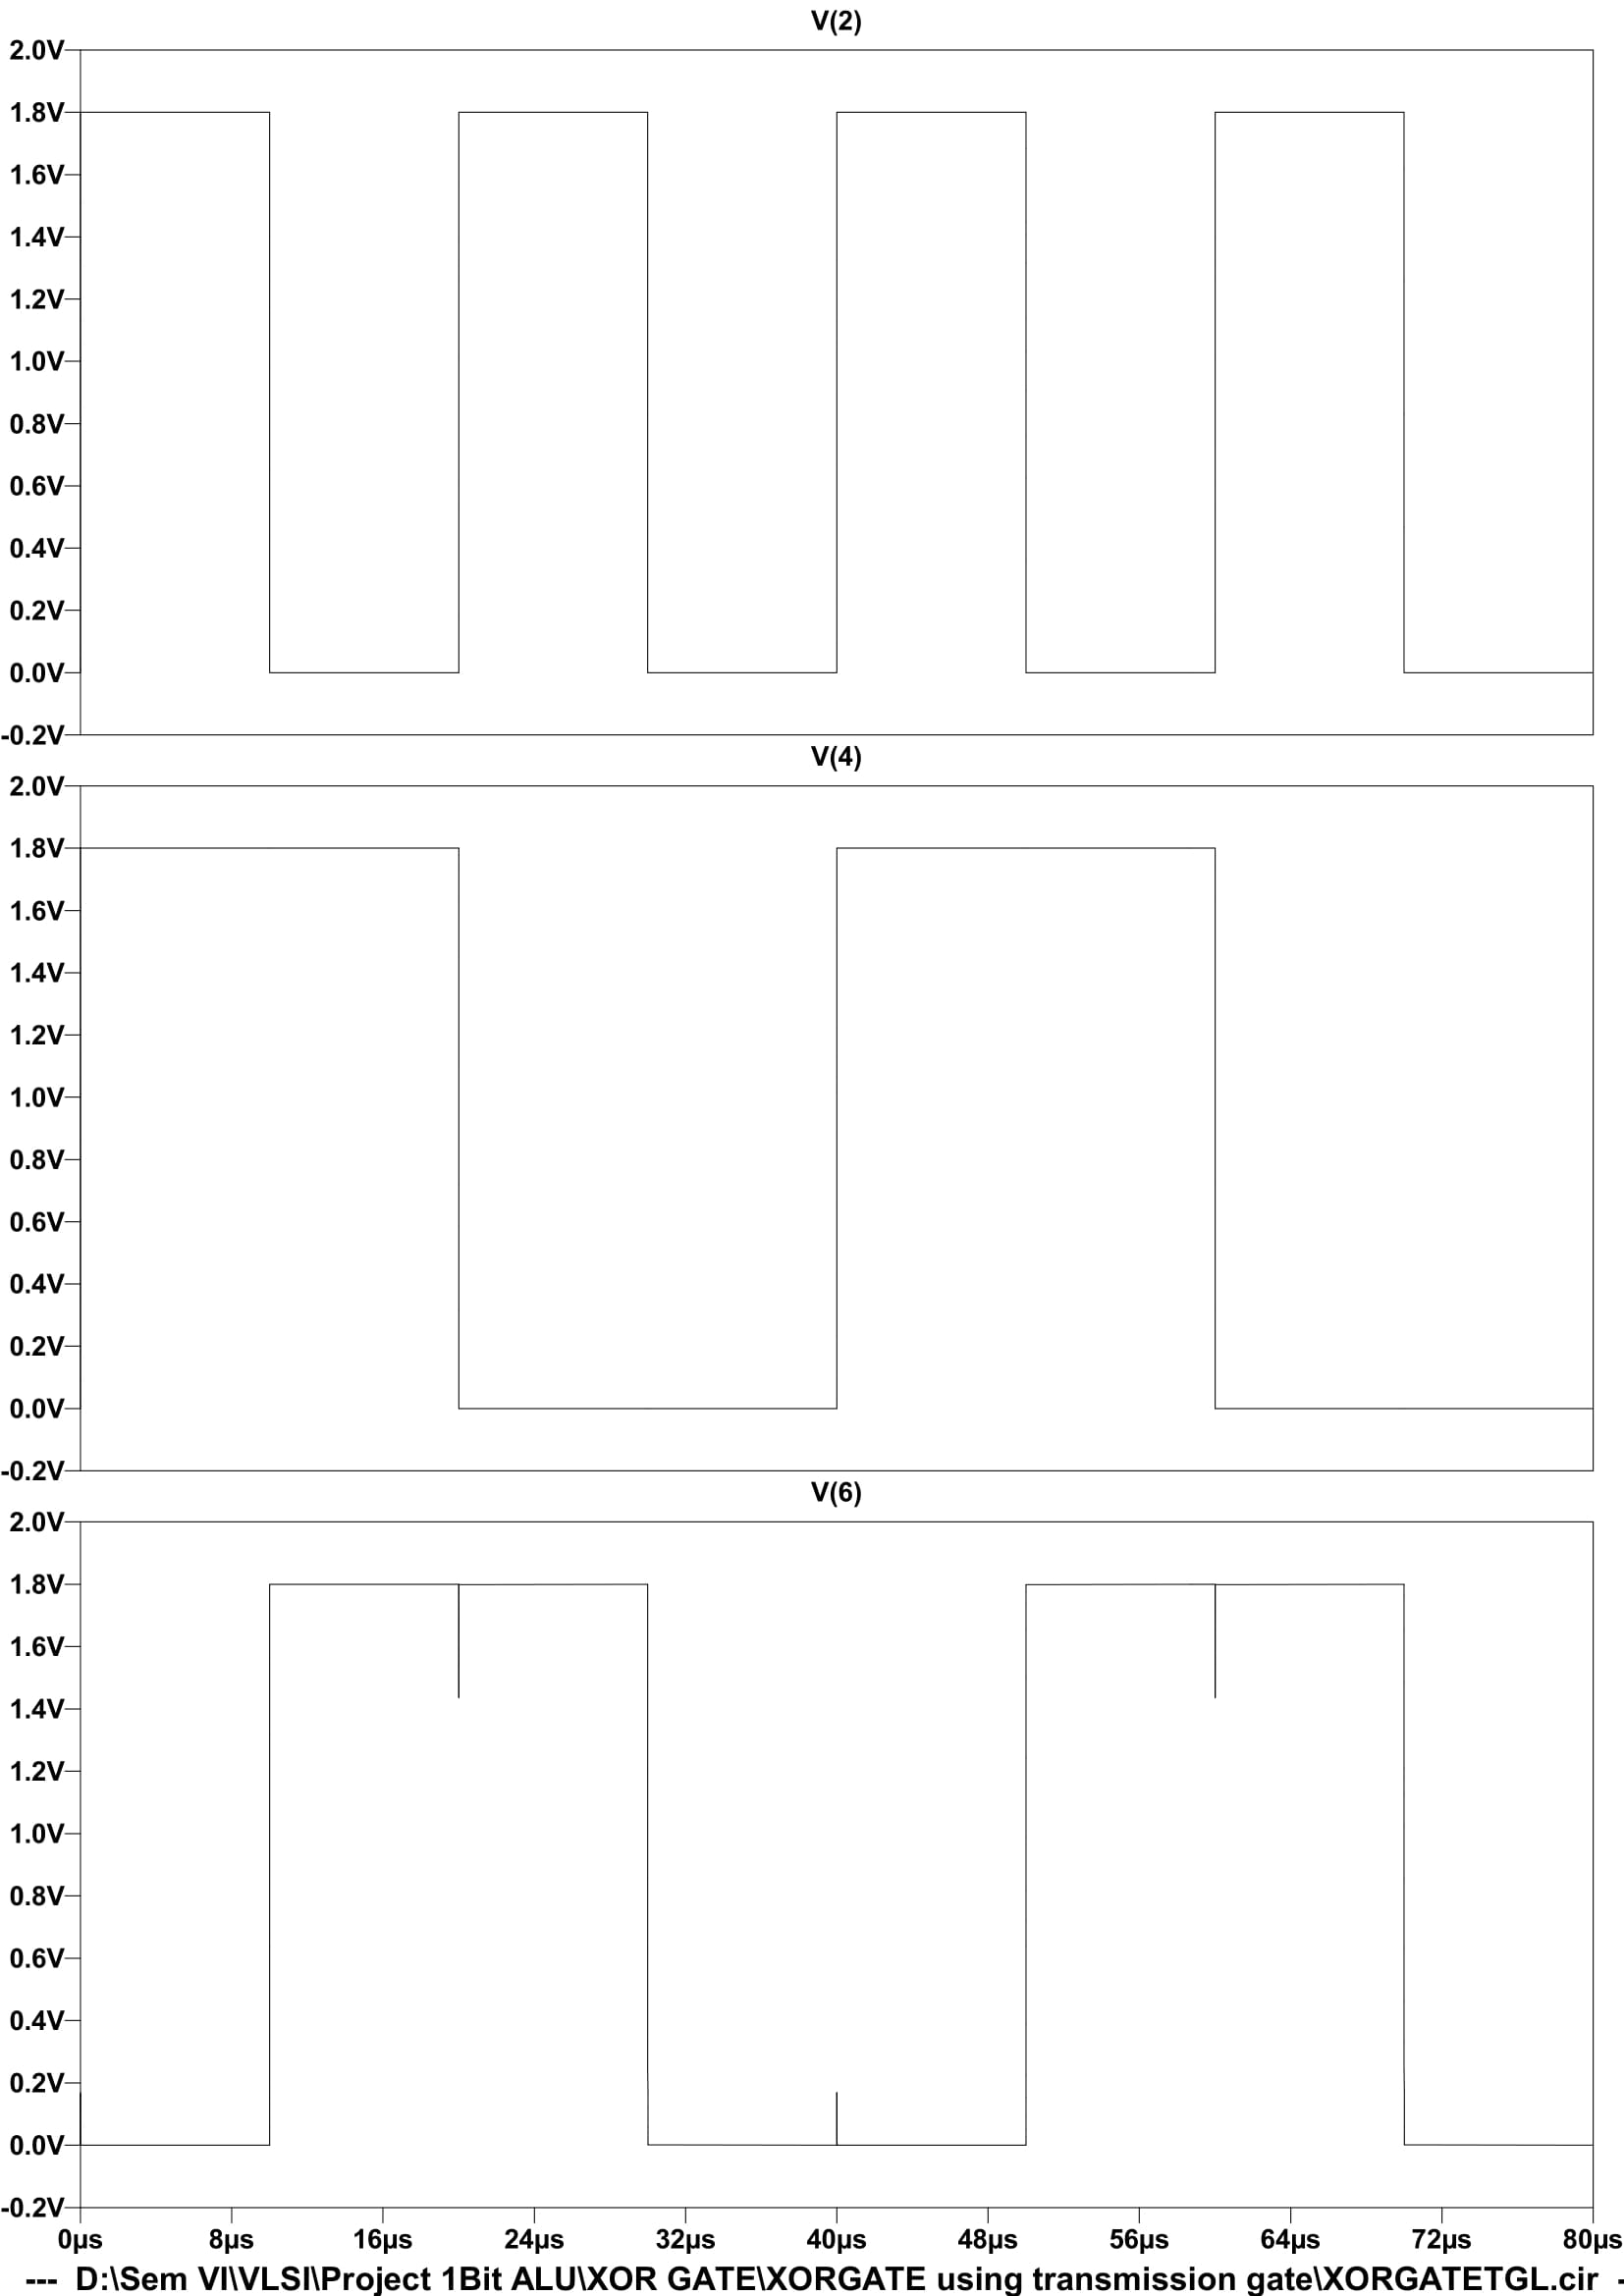 V(2)
2.0V
1.8V
1.6V
1.4V
1.2V
1.0V
0.8V
0.6V
0.4V
0.2V
0.0V
-0.2V
V(4)
2.0V
1.8V
1.6V
1.4V
1.2V
1.0V
0.8V
0.6V
0.4V
0.2V
0.0V
-0.2V
V(6)
2.0V
1.8V
1.6V
1.4V
1.2V
1.0V
0.8V
0.6V
0.4V
0.2V
0.0V
-0.2V
0µs 8µs 16µs 24µs 32µs 40µs 48µs 56µs 64µs 72µs 80µs
--- D:\Sem VI\VLSI\Project 1Bit ALU\XOR GATE\XORGATE using transmission gate\XORGATETGL.cir -